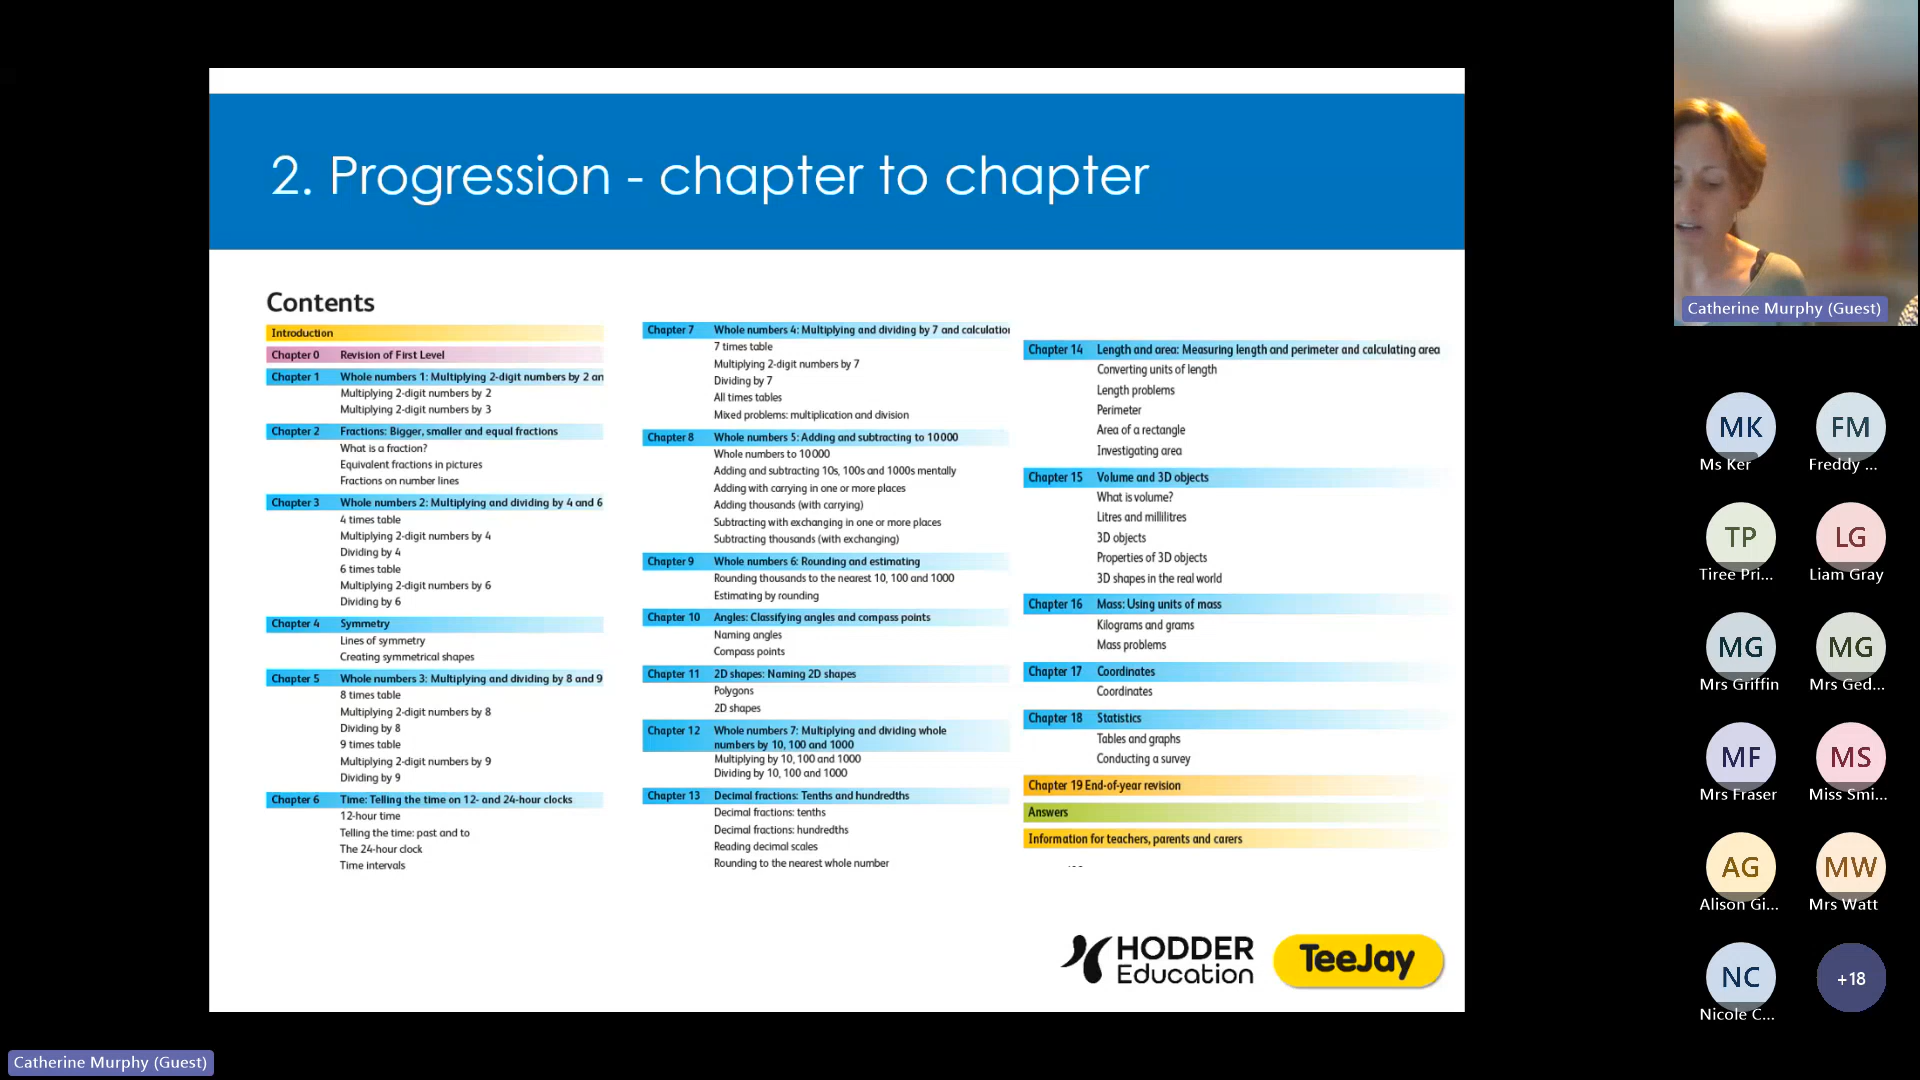 2. Progression - chapter to chapter
Contents
Introduction
Chapter 0 Revision of First Level
Chapter 1 Whole numbers 1: Multiplying 2-digit numbers by 2 an
Multiplying 2-digit numbers by 2
Multiplying 2-digit numbers by 3
Chapter 2 Fractions: Bigger, smaller and equal fractions
What is a fraction?
Equivalent fractions in pictures
Fractions on number lines
Chapter 3 Whole numbers 2: Multiplying and dividing by 4 and 6
4 times table
Multiplying 2-digit numbers by 4
Dividing by 4
6 times table
Multiplying 2-digit numbers by 6
Dividing by 6
Chapter 4 Symmetry
Lines of symmetry
Creating symmetrical shapes
Chapter 5 Whole numbers 3: Multiplying and dividing by 8 and 9
8 times table
Multiplying 2-digit numbers by 8
Dividing by 8
9 times table
Multiplying 2-digit numbers by 9
Dividing by 9
Chapter 6 Time: Telling the time on 12- and 24-hour clocks
12-hour time
Telling the time: past and to
The 24-hour clock
Time intervals
Chapter 7 Whole numbers 4: Multiplying and dividing by 7 and calculation
7 times table
Multiplying 2-digit numbers by 7
Dividing by 7
All times tables
Mixed problems: multiplication and division
Chapter 8 Whole numbers 5: Adding and subtracting to 10 000
Whole numbers to 10 000
Adding and subtracting 10s, 100s and 1000s mentally
Adding with carrying in one or more places
Adding thousands (with carrying)
Subtracting with exchanging in one or more places
Subtracting thousands (with exchanging)
Chapter 9 Whole numbers 6: Rounding and estimating
Rounding thousands to the nearest 10, 100 and 1000
Estimating by rounding
Chapter 10 Angles: Classifying angles and compass points
Naming angles
Compass points
Chapter 11 2D shapes: Naming 2D shapes
Polygons
2D shapes
Chapter 12 Whole numbers 7: Multiplying and dividing whole
numbers by 10, 100 and 1000
Multiplying by 10, 100 and 1000
Dividing by 10, 100 and 1000
Chapter 13 Decimal fractions: Tenths and hundredths
Decimal fractions: tenths
Decimal fractions: hundredths
Reading decimal scales
Rounding to the nearest whole number
Chapter 14 Length and area: Measuring length and perimeter and calculating area
Converting units of length
Length problems
Perimeter
Area of a rectangle
Investigating area
Chapter 15 Volume and 3D objects
What is volume?
Litres and millilitres
3D objects
Properties of 3D objects
3D shapes in the real world
Chapter 16 Mass: Using units of mass
Kilograms and grams
Mass problems
Chapter 17 Coordinates
Coordinates
Chapter 18 Statistics
Tables and graphs
Conducting a survey
Chapter 19 End-of-year revision
Answers
Information for teachers, parents and carers
HODDER
Education
TeeJay
Catherine Murphy (Guest)
MK FM
Ms Ker Freddy ...
TP LG
Tiree Pri... Liam Gray
MG MG
Mrs Griffin Mrs Ged...
MF MS
Mrs Fraser Miss Smi...
AG MW
Alison Gi... Mrs Watt
NC +18
Nicole C...
Catherine Murphy (Guest)